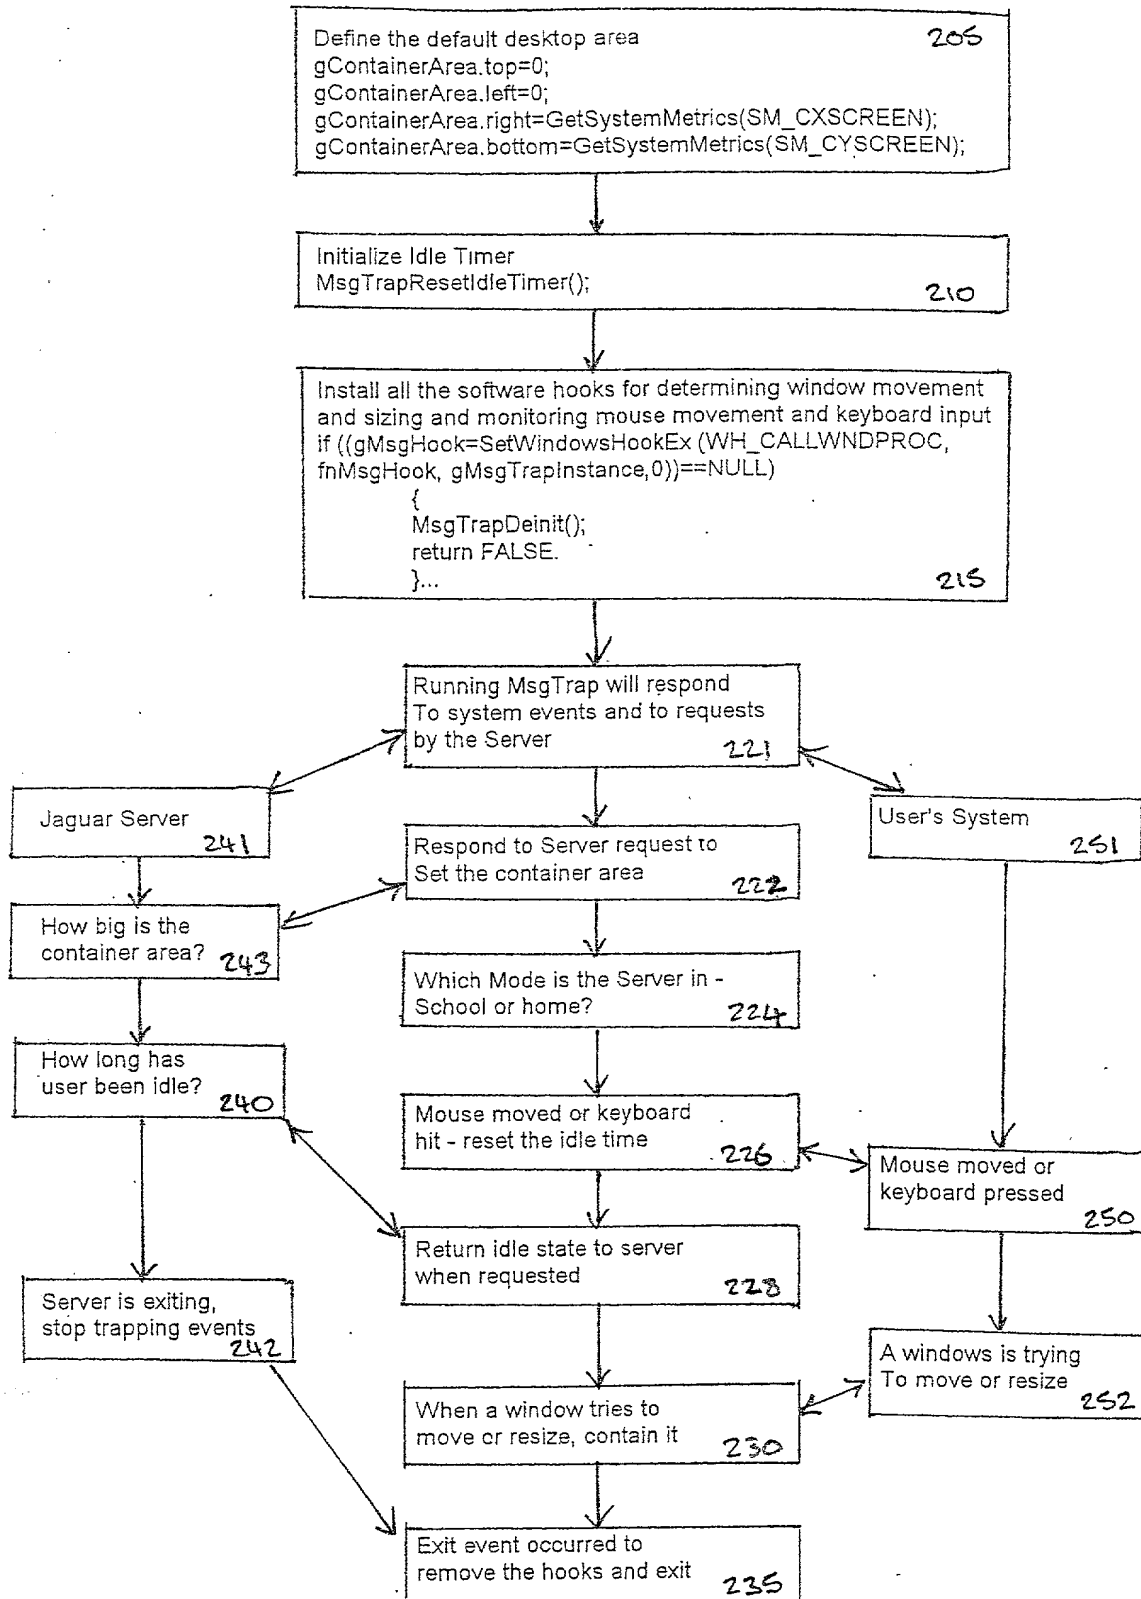 Define the default desktop area 205
gContainerArea.top=0;
gContainerArea.left=0;
gContainerArea.right=GetSystemMetrics(SM_CXSCREEN);
gContainerArea.bottom=GetSystemMetrics(SM_CYSCREEN);
Initialize Idle Timer
MsgTrapResetIdleTimer();
210
Install all the software hooks for determining window movement
and sizing and monitoring mouse movement and keyboard input
if ((gMsgHook=SetWindowsHookEx (WH_CALLWNDPROC,
fnMsgHook, gMsgTrapInstance,0))==NULL)
{
MsgTrapDeinit();
return FALSE.
}...
215
Running MsgTrap will respond
To system events and to requests
by the Server
221
Jaguar Server
241
User's System
251
Respond to Server request to
Set the container area
222
How big is the
container area?
243
Which Mode is the Server in -
School or home?
224
How long has
user been idle?
240
Mouse moved or keyboard
hit - reset the idle time
226
Mouse moved or
keyboard pressed
250
Return idle state to server
when requested
228
Server is exiting,
stop trapping events
242
A windows is trying
To move or resize
252
When a window tries to
move or resize, contain it
230
Exit event occurred to
remove the hooks and exit
235